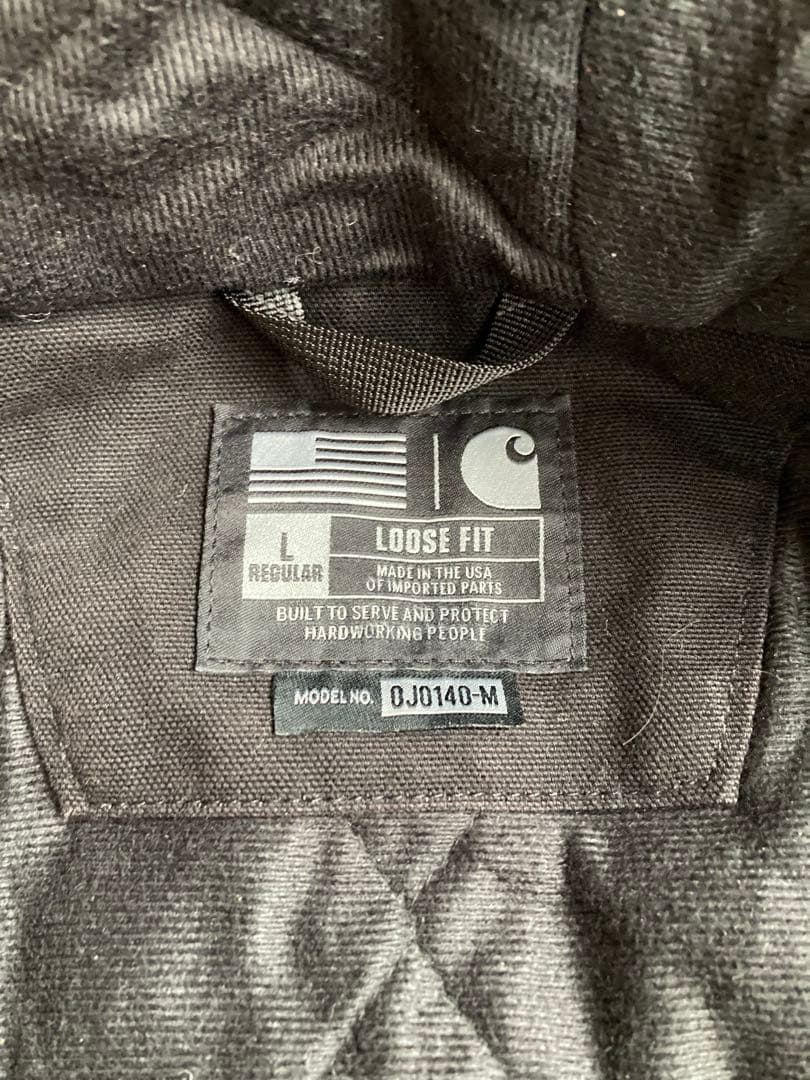 L
REGULAR
LOOSE FIT
MADE IN THE USA
OF IMPORTED PARTS
BUILT TO SERVE AND PROTECT
HARDWORKING PEOPLE
MODEL NO. 0J0140-M